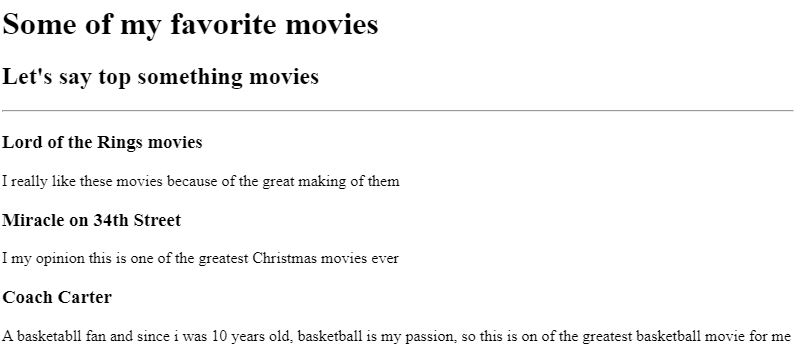 Some of my favorite movies
Let's say top something movies
Lord of the Rings movies
I really like these movies because of the great making of them
Miracle on 34th Street
I my opinion this is one of the greatest Christmas movies ever
Coach Carter
A basketabll fan and since i was 10 years old, basketball is my passion, so this is on of the greatest basketball movie for me